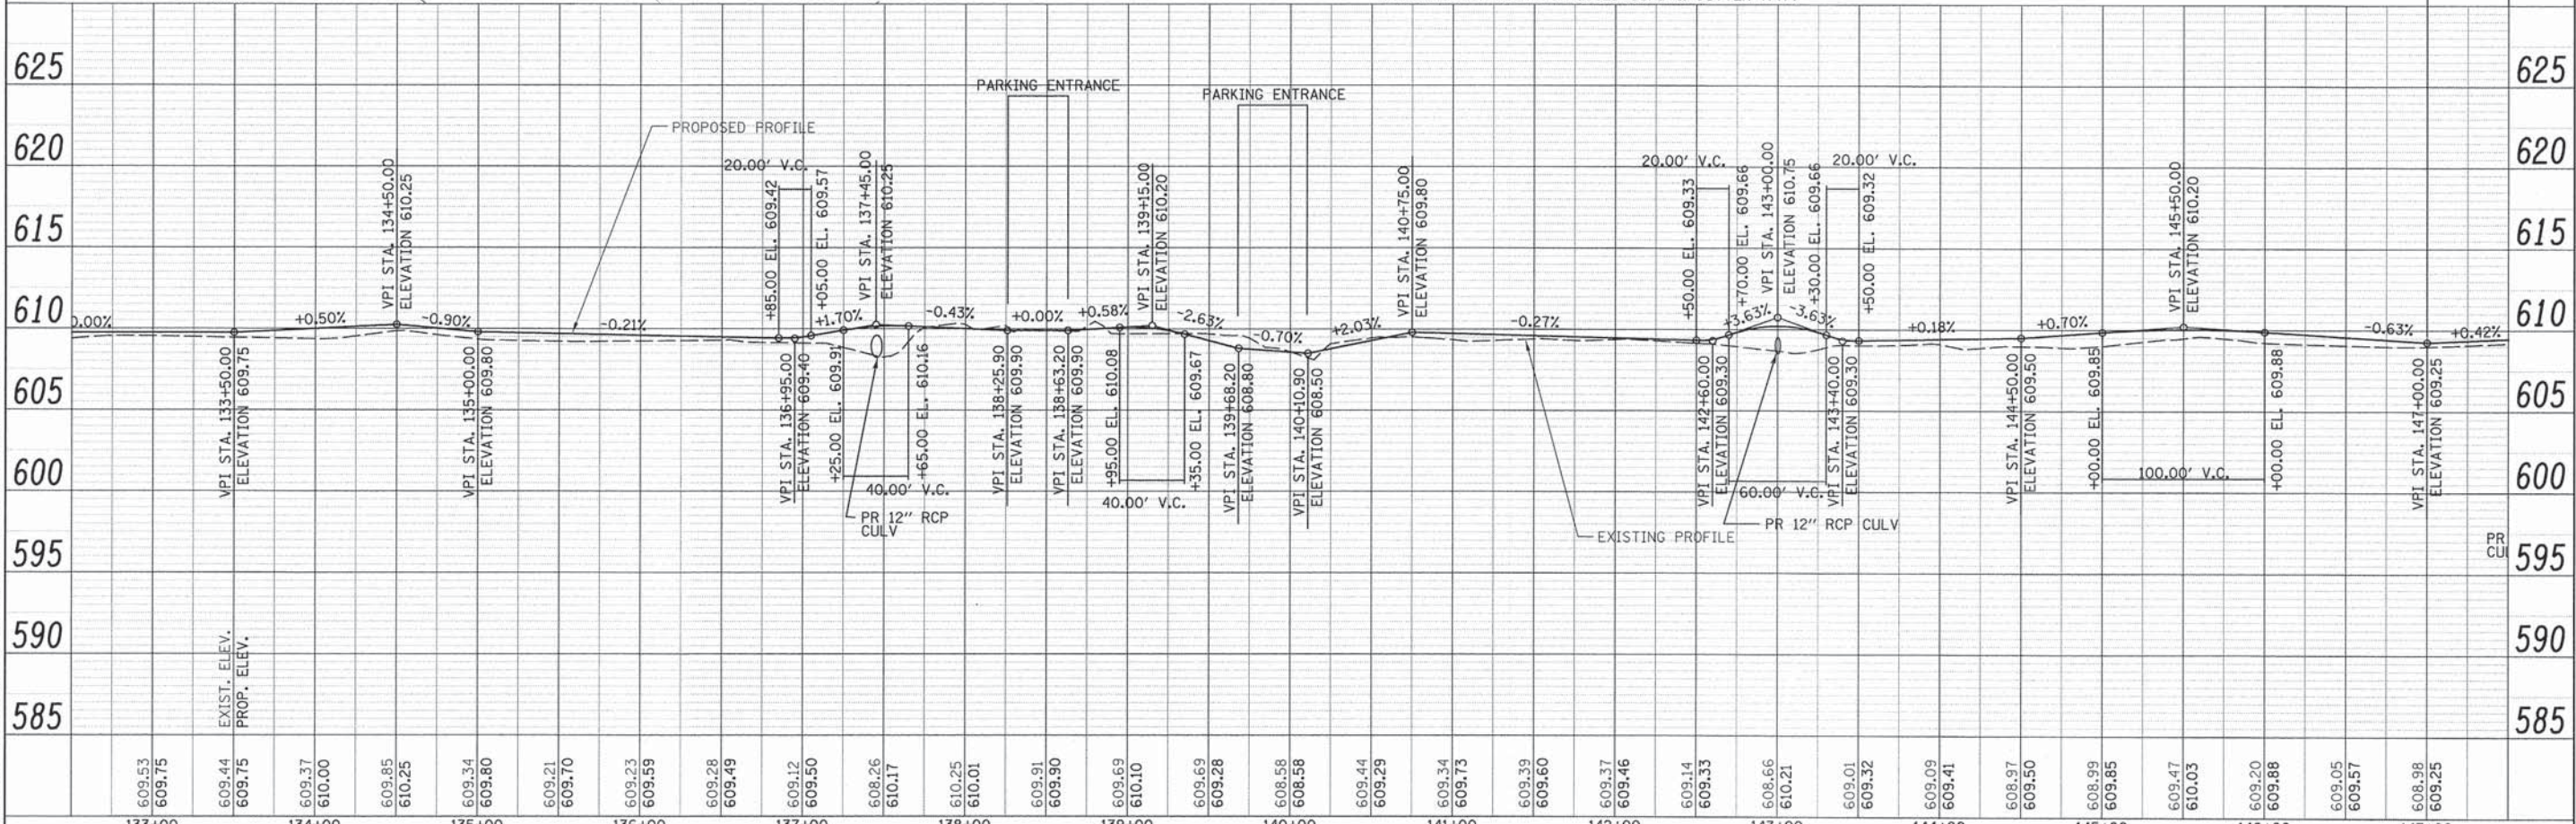 625
620
615
610
605
600
595
590
585
625
620
615
610
605
600
595
590
585
PROPOSED PROFILE
PARKING ENTRANCE
PARKING ENTRANCE
EXISTING PROFILE
0.00%
VPI STA. 133+50.00
ELEVATION 609.75
+0.50%
VPI STA. 134+50.00
ELEVATION 610.25
-0.90%
VPI STA. 135+00.00
ELEVATION 609.80
-0.21%
20.00' V.C.
+85.00 EL. 609.42
+05.00 EL. 609.57
VPI STA. 136+95.00
ELEVATION 609.40
+1.70%
VPI STA. 137+45.00
ELEVATION 610.25
+25.00 EL. 609.91
+65.00 EL. 610.16
40.00' V.C.
PR 12" RCP
CULV
-0.43%
VPI STA. 138+25.90
ELEVATION 609.90
+0.00%
VPI STA. 138+63.20
ELEVATION 609.90
+0.58%
VPI STA. 139+15.00
ELEVATION 610.20
+95.00 EL. 610.08
+35.00 EL. 609.67
40.00' V.C.
-2.63%
VPI STA. 139+68.20
ELEVATION 608.80
-0.70%
VPI STA. 140+10.90
ELEVATION 608.50
+2.03%
VPI STA. 140+75.00
ELEVATION 609.80
-0.27%
20.00' V.C.
+50.00 EL. 609.33
+70.00 EL. 609.66
VPI STA. 142+60.00
ELEVATION 609.30
+3.63%
VPI STA. 143+00.00
ELEVATION 610.75
-3.63%
+30.00 EL. 609.66
20.00' V.C.
+50.00 EL. 609.32
60.00' V.C.
VPI STA. 143+40.00
ELEVATION 609.30
PR 12" RCP CULV
+0.18%
VPI STA. 144+50.00
ELEVATION 609.50
+0.70%
+00.00 EL. 609.85
VPI STA. 145+50.00
ELEVATION 610.20
100.00' V.C.
+00.00 EL. 609.88
-0.63%
VPI STA. 147+00.00
ELEVATION 609.25
+0.42%
PR
EXIST. ELEV.
PROP. ELEV.
609.53
609.75
609.44
609.75
609.37
610.00
609.85
610.25
609.34
609.80
609.21
609.70
609.23
609.59
609.28
609.49
609.12
609.50
608.26
610.17
610.25
610.01
609.91
609.90
609.69
610.10
609.69
609.28
608.58
608.58
609.44
609.29
609.34
609.73
609.39
609.60
609.37
609.46
609.14
609.33
608.66
610.21
609.01
609.32
609.09
609.41
608.97
609.50
608.99
609.85
609.47
610.03
609.20
609.88
609.05
609.57
608.98
609.25